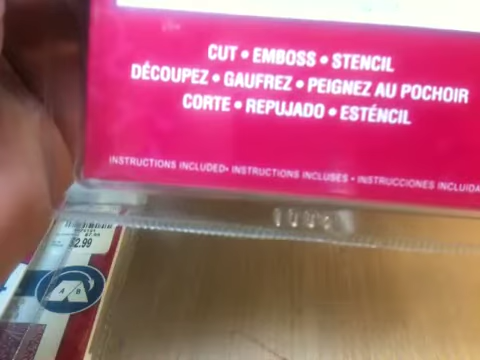 CUT • EMBOSS • STENCIL
DÉCOUPEZ • GAUFREZ • PEIGNEZ AU POCHOIR
CORTE • REPUJADO • ESTÉNCIL
INSTRUCTIONS INCLUDED • INSTRUCTIONS INCLUSES • INSTRUCCIONES INCLUIDA
$2.99
A/B